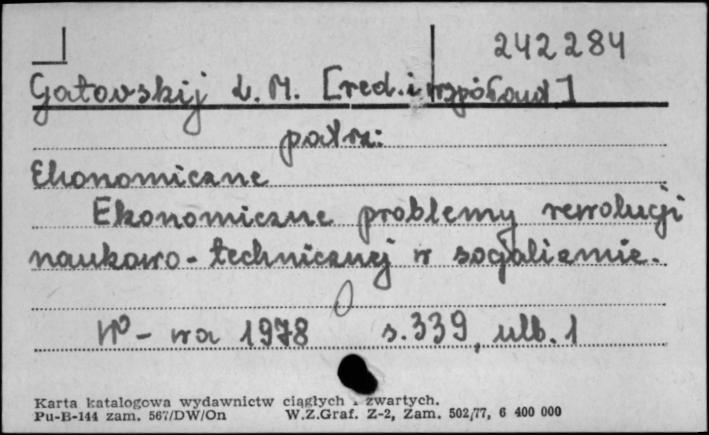 242284
Gatovskij L. M. [red. i współaut]
patrz:
Ekonomiczne
Ekonomiczne problemy rewolucji
naukowo-technicznej w socjalizmie.
W-wa 1978 s. 339, ulb. 1
Karta katalogowa wydawnictw ciągłych i zwartych.
Pu-B-144 zam. 567/DW/On W.Z.Graf. Z-2, Zam. 502/77, 6 400 000